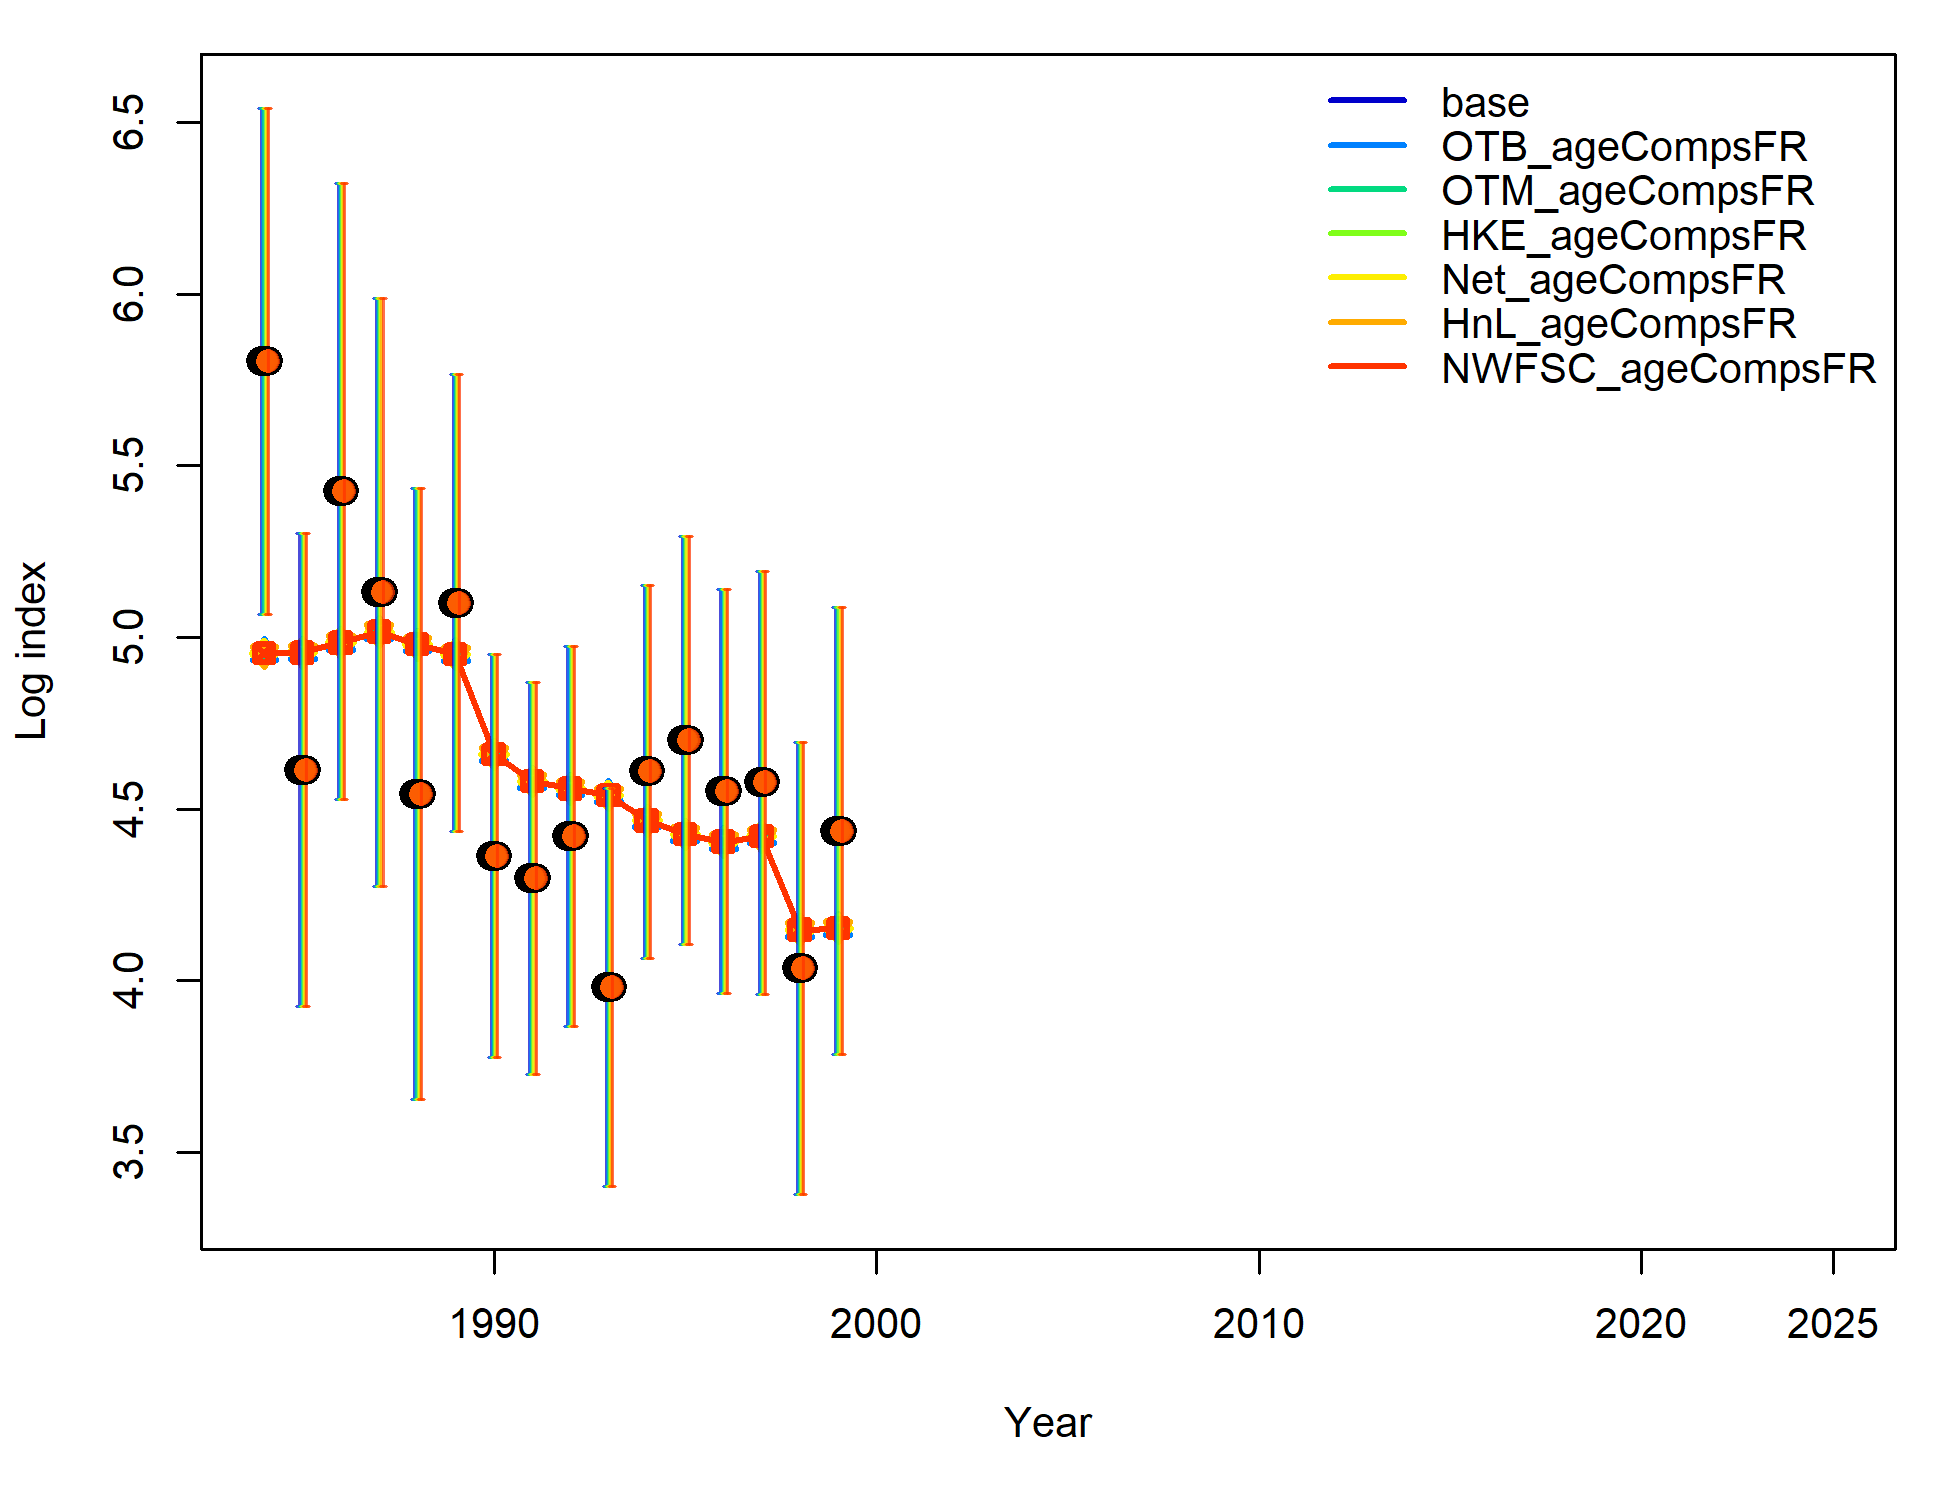 base
OTB_ageCompsFR
OTM_ageCompsFR
HKE_ageCompsFR
Net_ageCompsFR
HnL_ageCompsFR
NWFSC_ageCompsFR
6.5
6.0
5.5
5.0
4.5
4.0
3.5
Log index
1990 2000 2010 2020 2025
Year